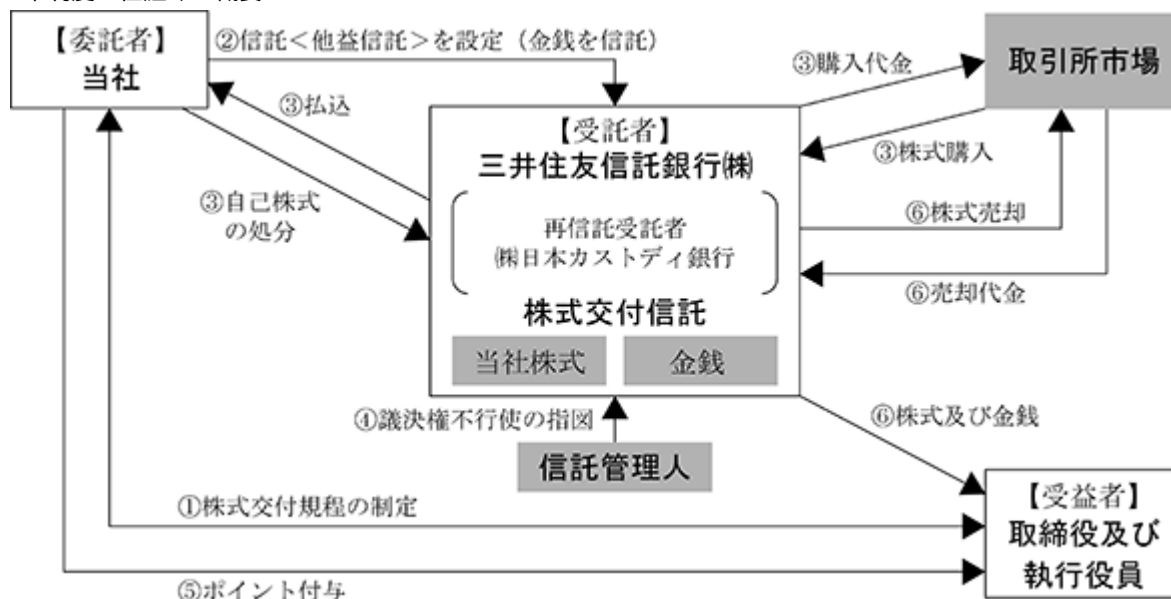 【委託者】
当社
②信託＜他益信託＞を設定（金銭を信託）
③払込
③自己株式
の処分
【受託者】
三井住友信託銀行㈱
再信託受託者
㈱日本カストディ銀行
株式交付信託
当社株式
金銭
③購入代金
取引所市場
③株式購入
⑥株式売却
⑥売却代金
④議決権不行使の指図
信託管理人
⑥株式及び金銭
①株式交付規程の制定
【受益者】
取締役及び
執行役員
⑤ポイント付与